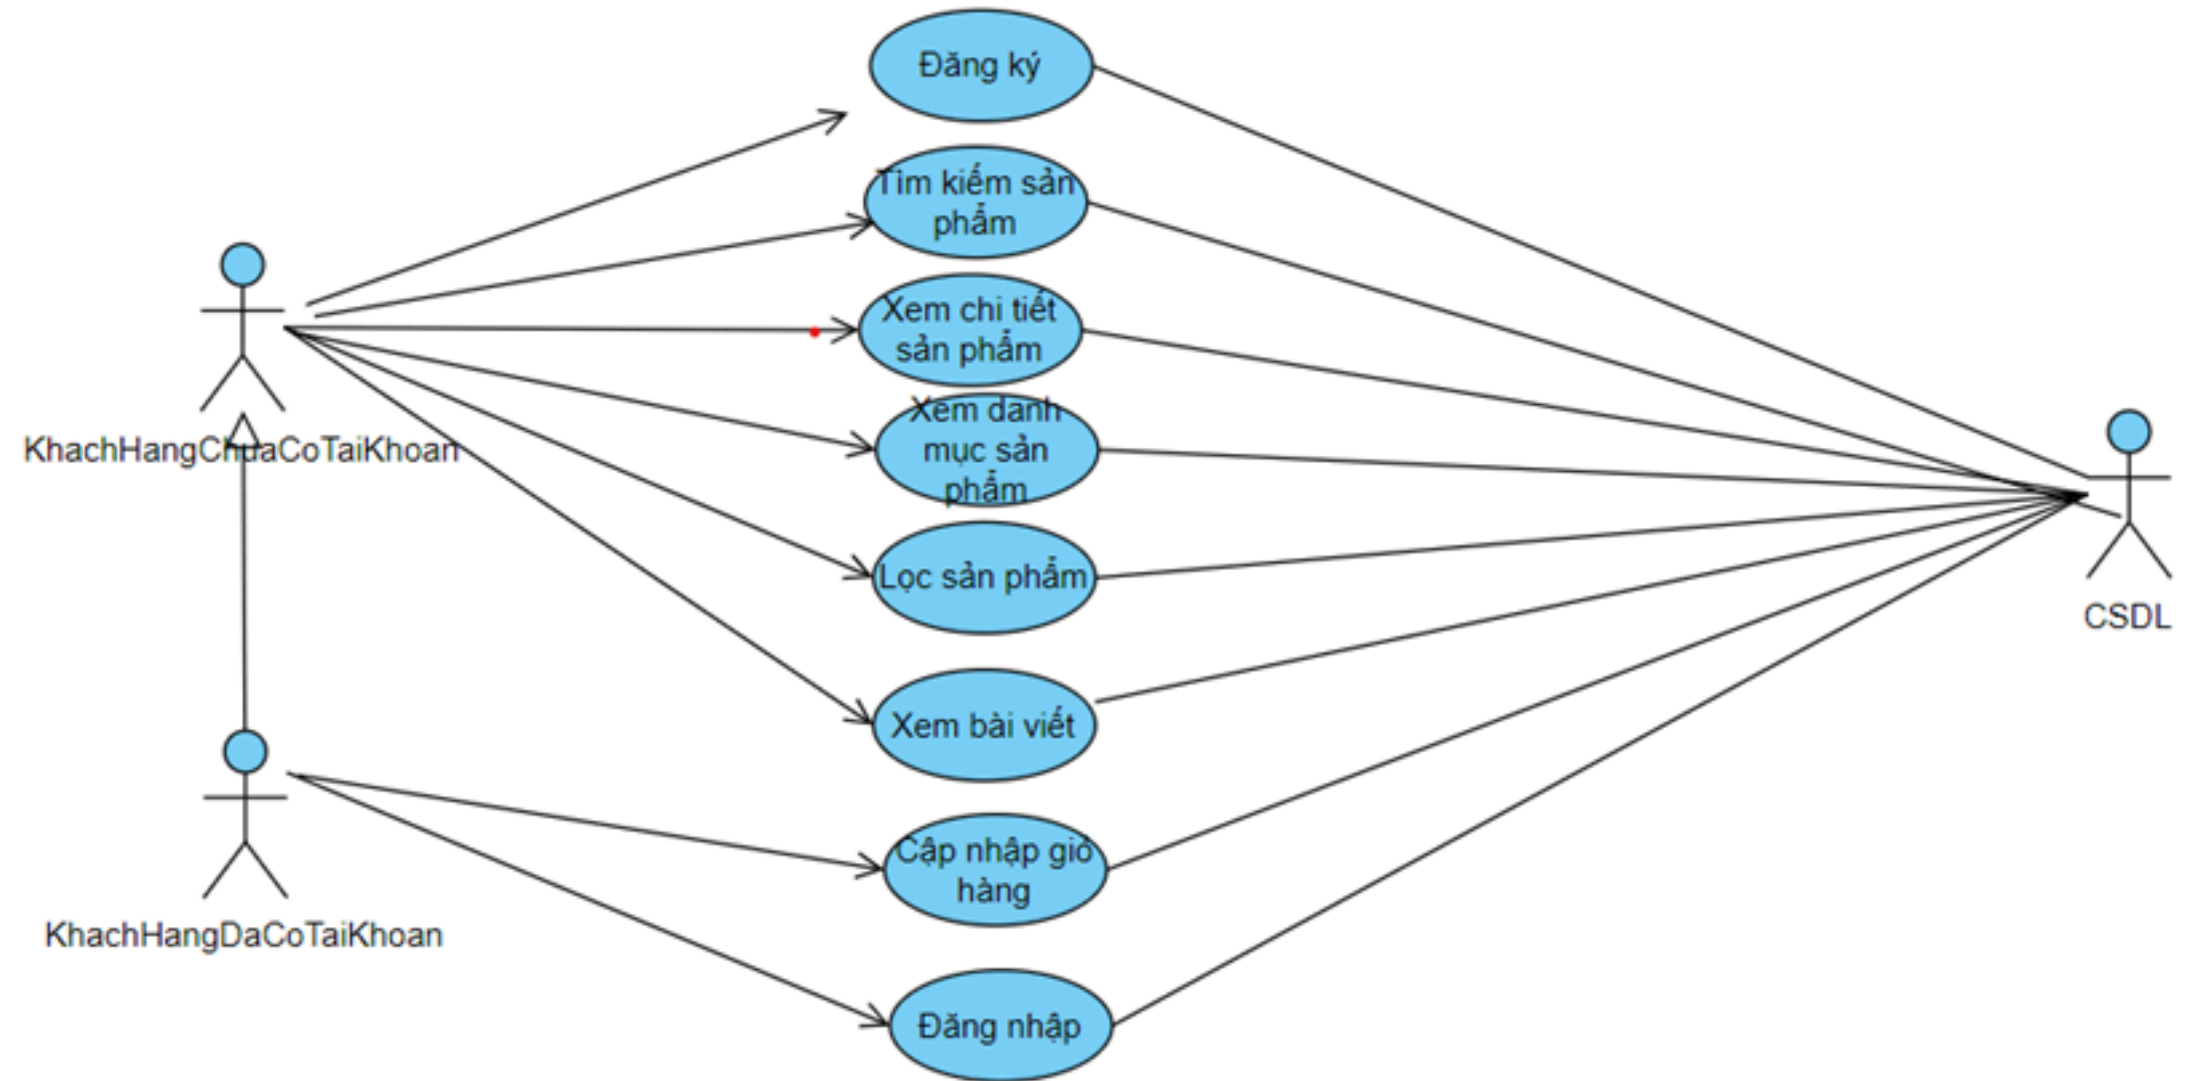 Đăng ký
Tìm kiếm sản
phẩm
Xem chi tiết
sản phẩm
Xem danh
mục sản
phẩm
KhachHangChuaCoTaiKhoan
Lọc sản phẩm
CSDL
Xem bài viết
Cập nhập giỏ
hàng
KhachHangDaCoTaiKhoan
Đăng nhập